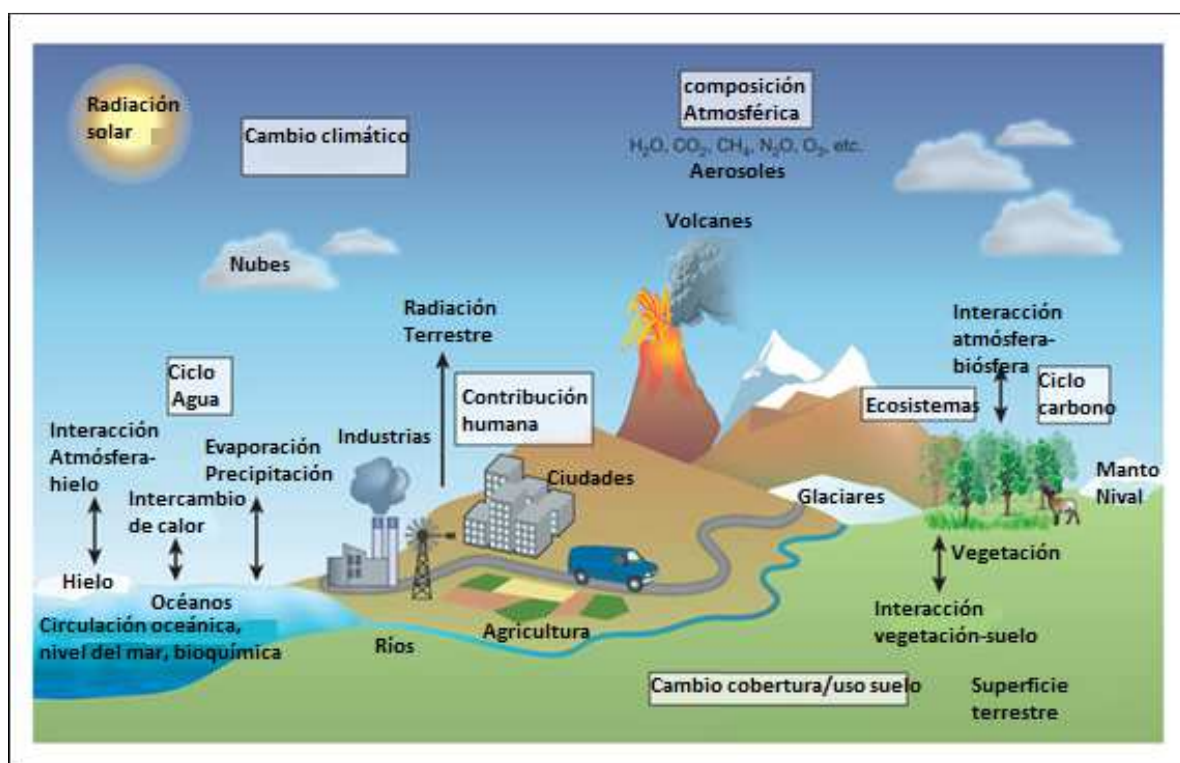 Radiación
solar
Cambio climático
composición
Atmosférica
H₂O, CO₂, CH₄, N₂O, O₃, etc.
Aerosoles
Volcanes
Nubes
Radiación
Terrestre
Interacción
atmósfera-
biósfera
Ciclo
Agua
Contribución
humana
Ecosistemas
Ciclo
carbono
Interacción
Atmósfera-
hielo
Evaporación
Precipitación
Industrias
Ciudades
Intercambio
de calor
Glaciares
Manto
Nival
Vegetación
Hielo
Océanos
Circulación oceánica,
nivel del mar, bioquímica
Ríos
Agricultura
Interacción
vegetación-suelo
Cambio cobertura/uso suelo
Superficie
terrestre